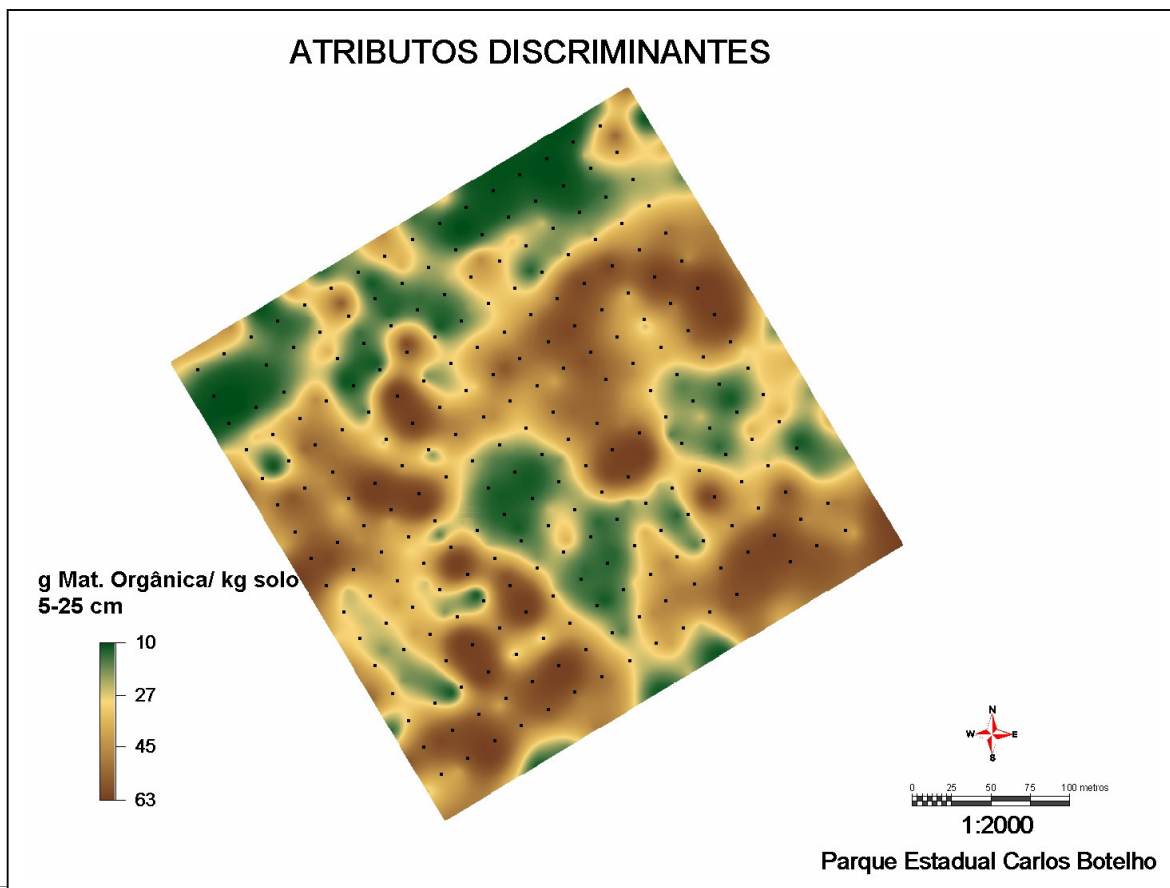 ATRIBUTOS DISCRIMINANTES
g Mat. Orgânica/ kg solo
5-25 cm
10
27
45
63
N
W E
S
0 25 50 75 100 metros
1:2000
Parque Estadual Carlos Botelho